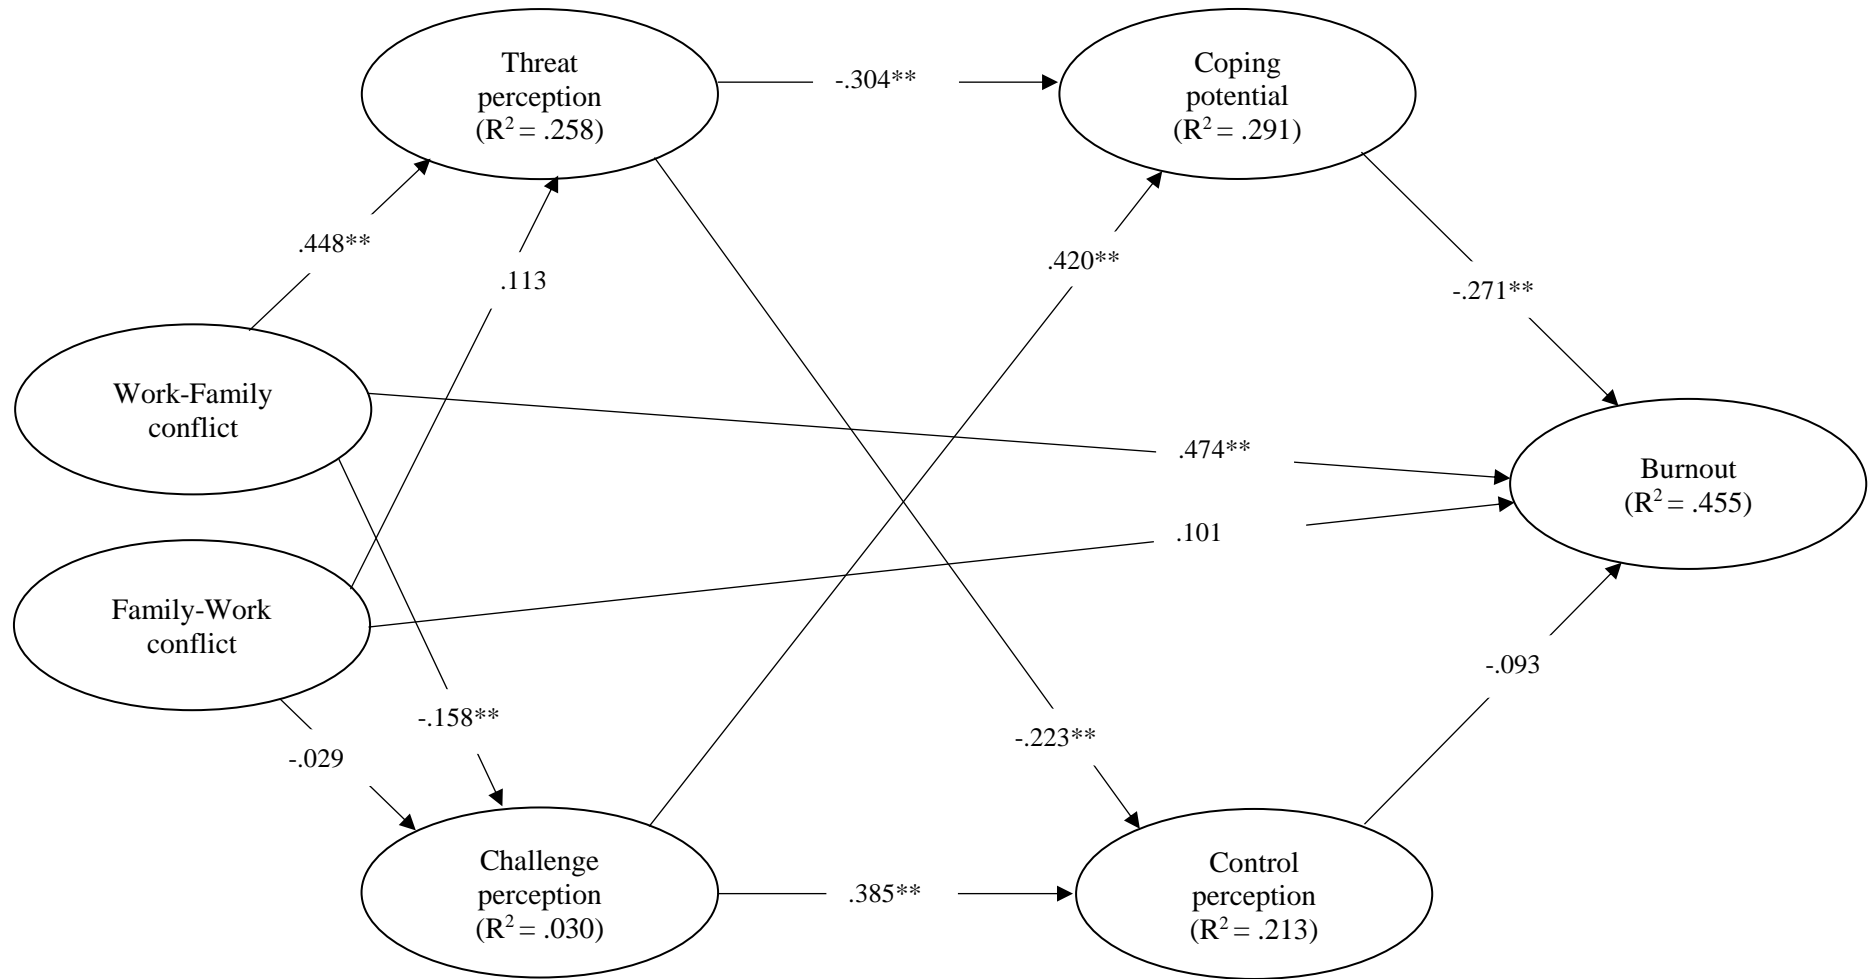 Threat
perception
(R² = .258)
-.304**
Coping
potential
(R² = .291)
.448**
.113
.420**
-.271**
Work-Family
conflict
.474**
Burnout
(R² = .455)
.101
Family-Work
conflict
-.093
-.158**
-.029
-.223**
Challenge
perception
(R² = .030)
.385**
Control
perception
(R² = .213)